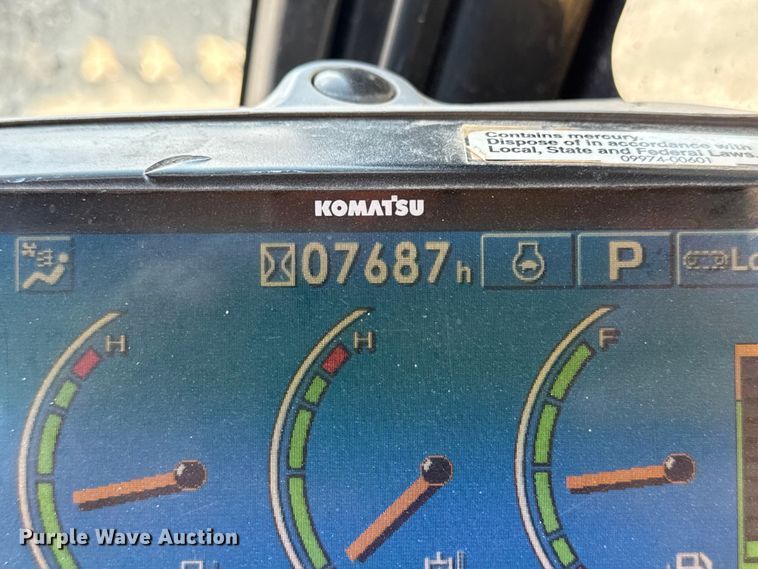 Contains mercury.
Dispose of in accordance with
Local, State and Federal Laws.
09974-00601
KOMATSU
07687h
P
Lo
H
H
F
Purple Wave Auction